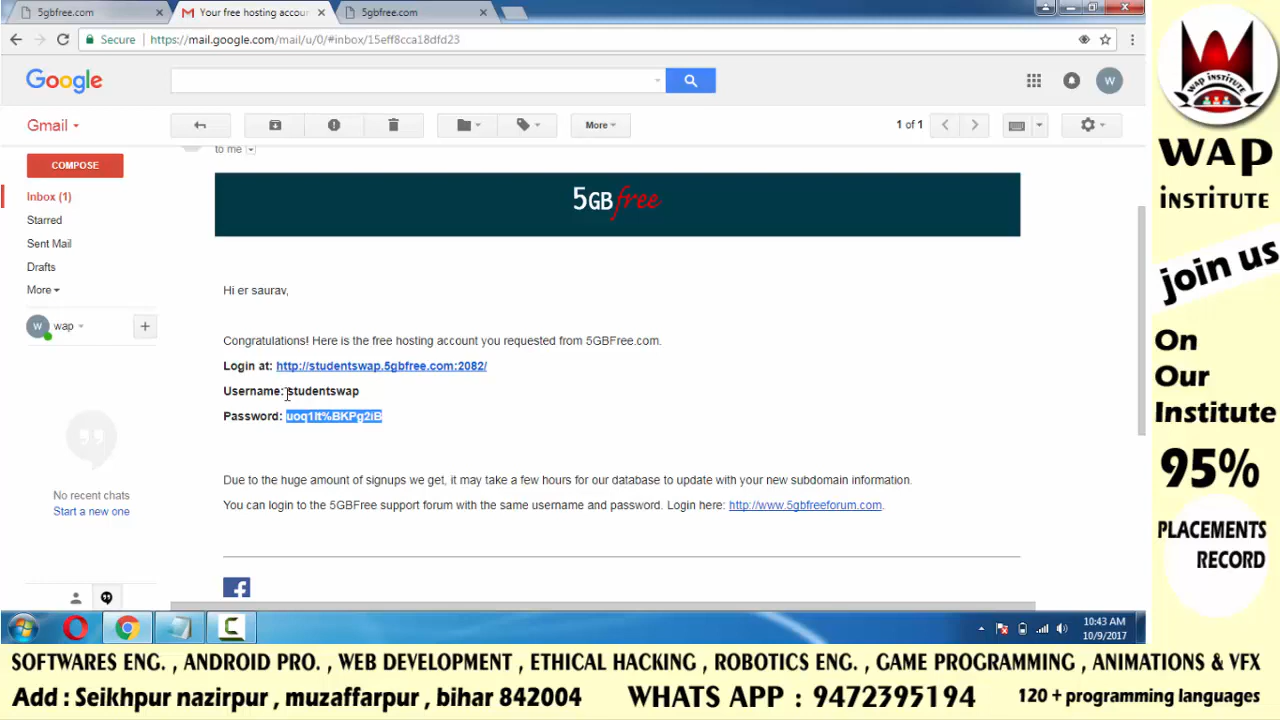 5gbfree.com
Your free hosting accour
5gbfree.com
Secure
https://mail.google.com/mail/u/0/#inbox/15eff8cca18dfd23
Google
W
Gmail
More
1 of 1
COMPOSE
to me
Inbox (1)
Starred
Sent Mail
Drafts
More
W
wap
No recent chats
Start a new one
5GBfree
Hi er saurav,
Congratulations! Here is the free hosting account you requested from 5GBFree.com.
Login at: http://studentswap.5gbfree.com:2082/
Username: studentswap
Due to the huge amount of signups we get, it may take a few hours for our database to update with your new subdomain information.
You can login to the 5GBFree support forum with the same username and password. Login here: http://www.5gbfreeforum.com.
Password:
10:43 AM
10/9/2017
wap institute
WAP
INSTITUTE
join us
On
Our
Institute
95%
PLACEMENTS
RECORD
SOFTWARES ENG. , ANDROID PRO. , WEB DEVELOPMENT , ETHICAL HACKING , ROBOTICS ENG. , GAME PROGRAMMING , ANIMATIONS & VFX
Add : Seikhpur nazirpur , muzaffarpur , bihar 842004
WHATS APP : 9472395194
120 + programming languages